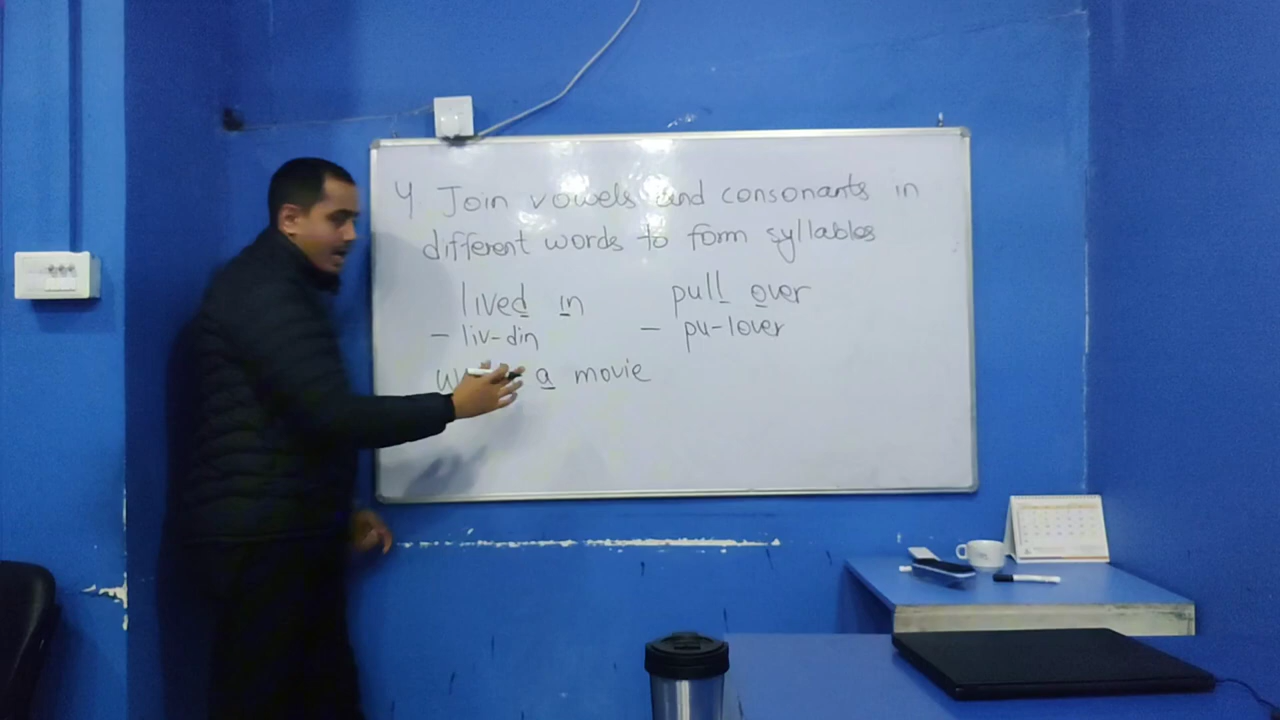 4 Join vowels and consonants in
different words to form syllables
lived in pull over
- liv-din - pu-lover
a movie